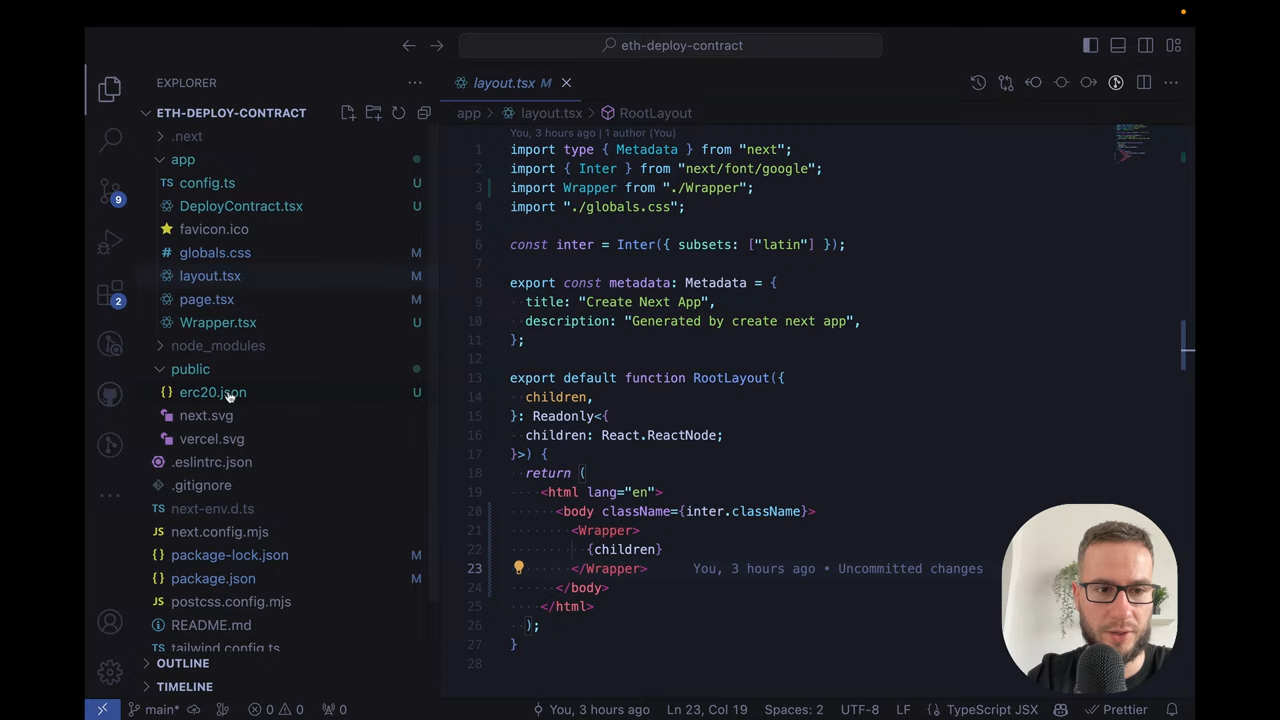 eth-deploy-contract
EXPLORER
ETH-DEPLOY-CONTRACT
.next
app
TS config.ts U
DeployContract.tsx U
favicon.ico
# globals.css M
layout.tsx M
page.tsx M
Wrapper.tsx U
node_modules
public
{} erc20.json U
next.svg
vercel.svg
.eslintrc.json
.gitignore
TS next-env.d.ts
JS next.config.mjs
{} package-lock.json M
{} package.json M
JS postcss.config.mjs
README.md
TS tailwind.config.ts
OUTLINE
TIMELINE
9
2
layout.tsx M
app > layout.tsx > RootLayout
You, 3 hours ago | 1 author (You)
1 import type { Metadata } from "next";
2 import { Inter } from "next/font/google";
3 import Wrapper from "./Wrapper";
4 import "./globals.css";
5
6 const inter = Inter({ subsets: ["latin"] });
7
8 export const metadata: Metadata = {
9 title: "Create Next App",
10 description: "Generated by create next app",
11 };
12
13 export default function RootLayout({
14 children,
15 }: Readonly<{
16 children: React.ReactNode;
17 }>) {
18 return (
19 <html lang="en">
20 <body className={inter.className}>
21 <Wrapper>
22 {children}
23 </Wrapper> You, 3 hours ago • Uncommitted changes
24 </body>
25 </html>
26 );
27 }
28
main* 0 0 0 You, 3 hours ago Ln 23, Col 19 Spaces: 2 UTF-8 LF {} TypeScript JSX Prettier